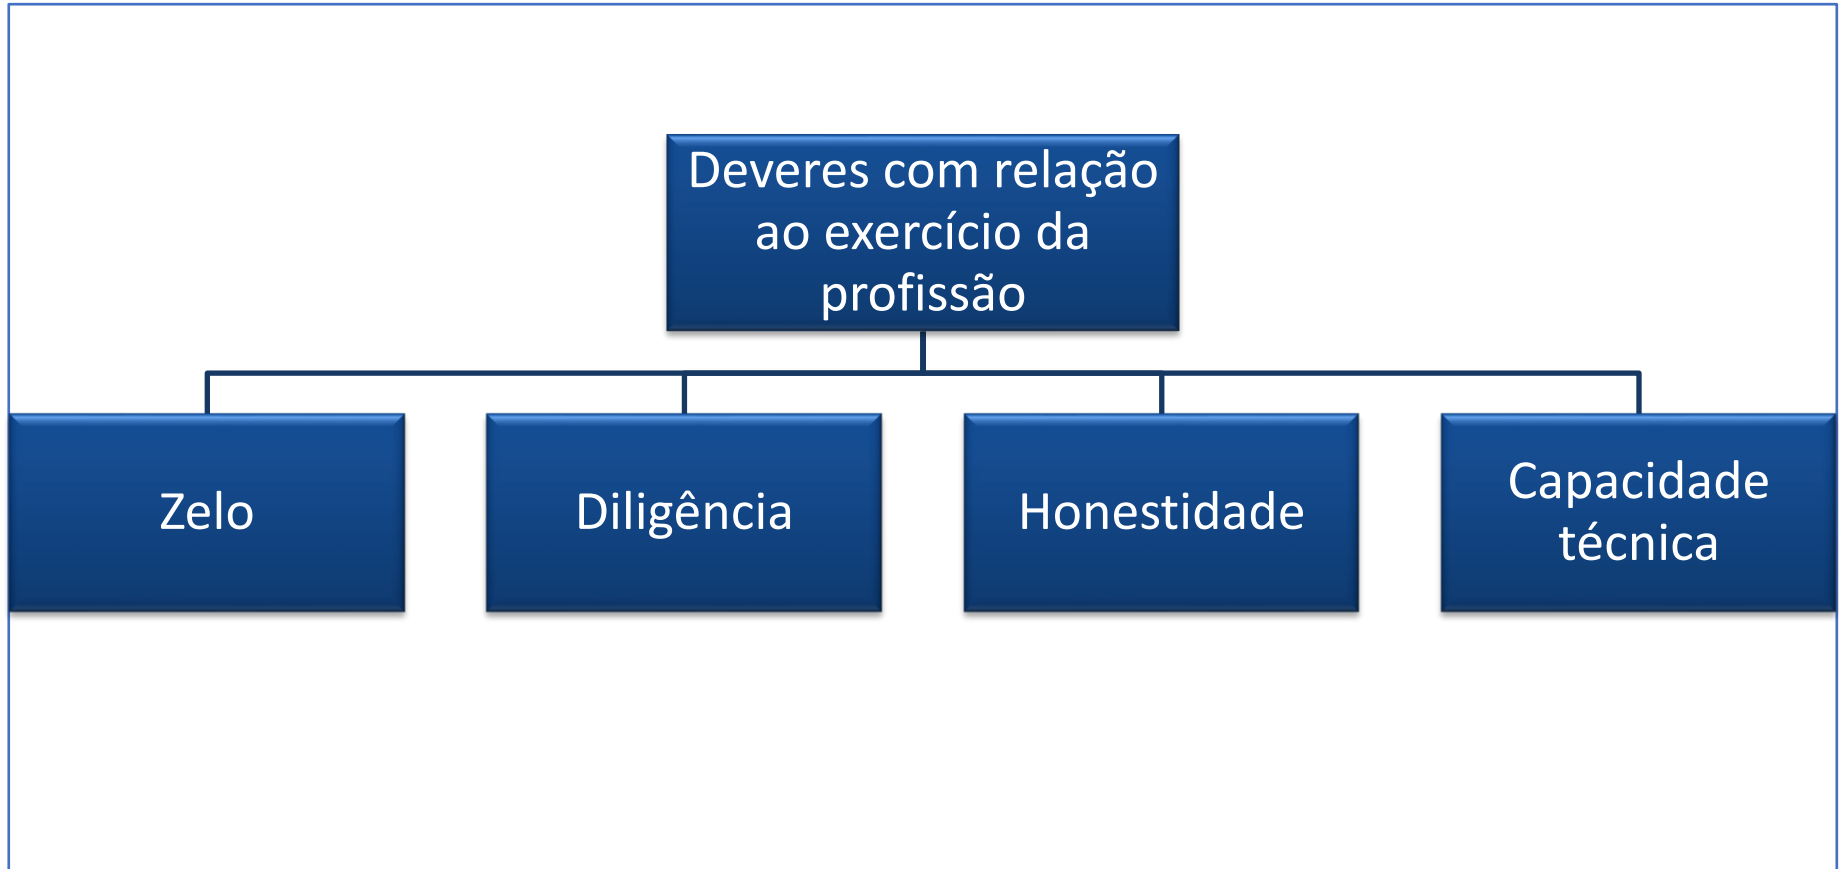 Deveres com relação
ao exercício da
profissão
Zelo
Diligência
Honestidade
Capacidade
técnica